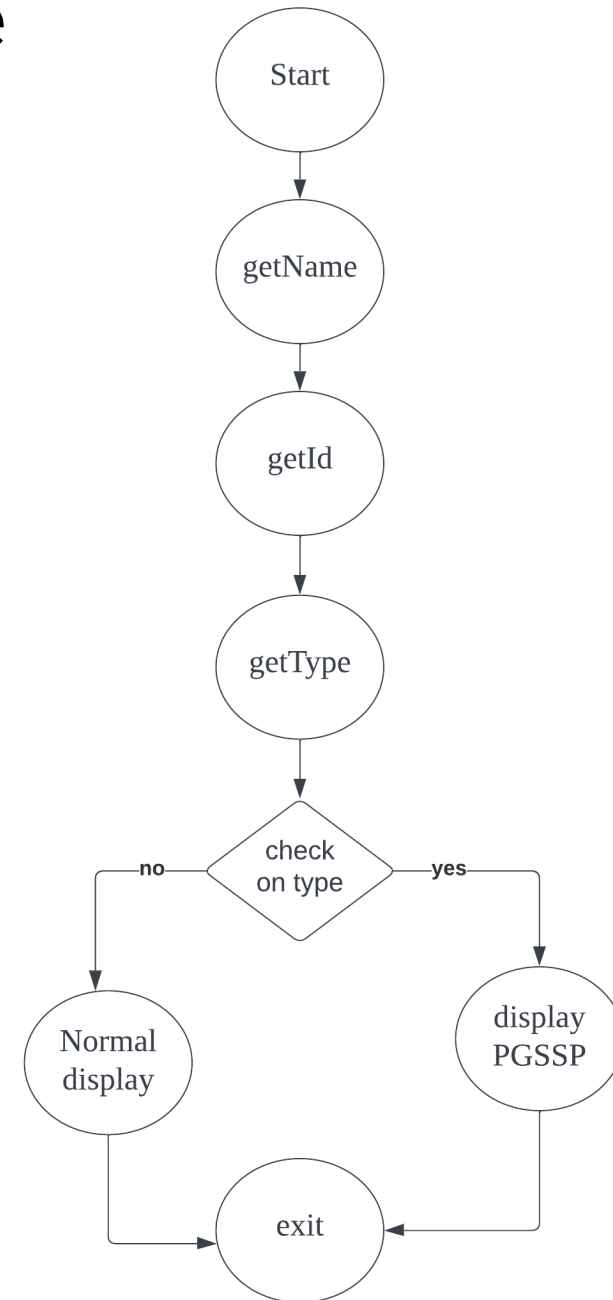 e
Start
getName
getId
getType
check
on type
no
yes
Normal
display
display
PGSSP
exit